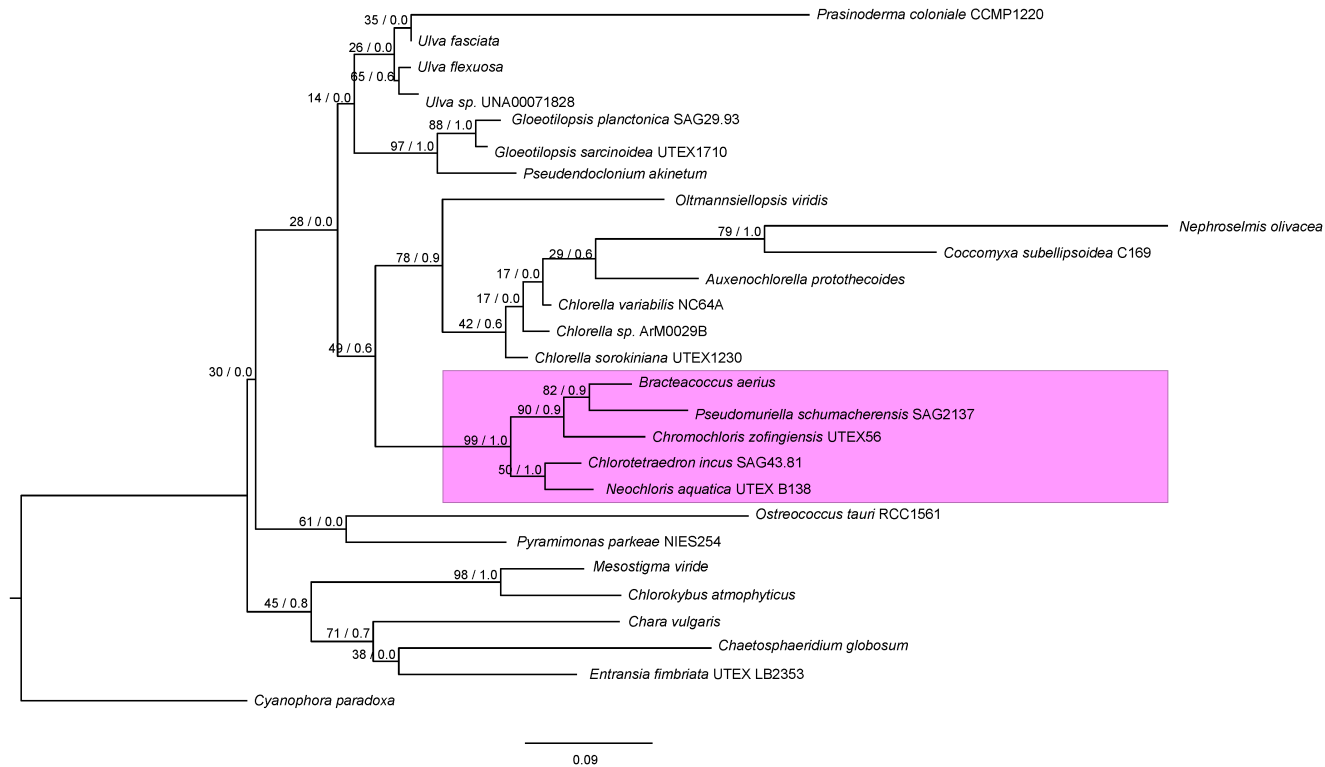 35 / 0.0
Prasinoderma coloniale CCMP1220
Ulva fasciata
26 / 0.0
Ulva flexuosa
65 / 0.6
Ulva sp. UNA00071828
14 / 0.0
Gloeotilopsis planctonica SAG29.93
88 / 1.0
97 / 1.0
Gloeotilopsis sarcinoidea UTEX1710
Pseudendoclonium akinetum
Oltmannsiellopsis viridis
28 / 0.0
Nephroselmis olivacea
79 / 1.0
Coccomyxa subellipsoidea C169
78 / 0.9
29 / 0.6
Auxenochlorella protothecoides
17 / 0.0
Chlorella variabilis NC64A
17 / 0.0
Chlorella sp. ArM0029B
42 / 0.6
Chlorella sorokiniana UTEX1230
49 / 0.6
30 / 0.0
Bracteacoccus aerius
82 / 0.9
Pseudomuriella schumacherensis SAG2137
90 / 0.9
Chromochloris zofingiensis UTEX56
99 / 1.0
Chlorotetraedron incus SAG43.81
50 / 1.0
Neochloris aquatica UTEX B138
Ostreococcus tauri RCC1561
61 / 0.0
Pyramimonas parkeae NIES254
Mesostigma viride
98 / 1.0
Chlorokybus atmophyticus
45 / 0.8
Chara vulgaris
71 / 0.7
Chaetosphaeridium globosum
38 / 0.0
Entransia fimbriata UTEX LB2353
Cyanophora paradoxa
0.09